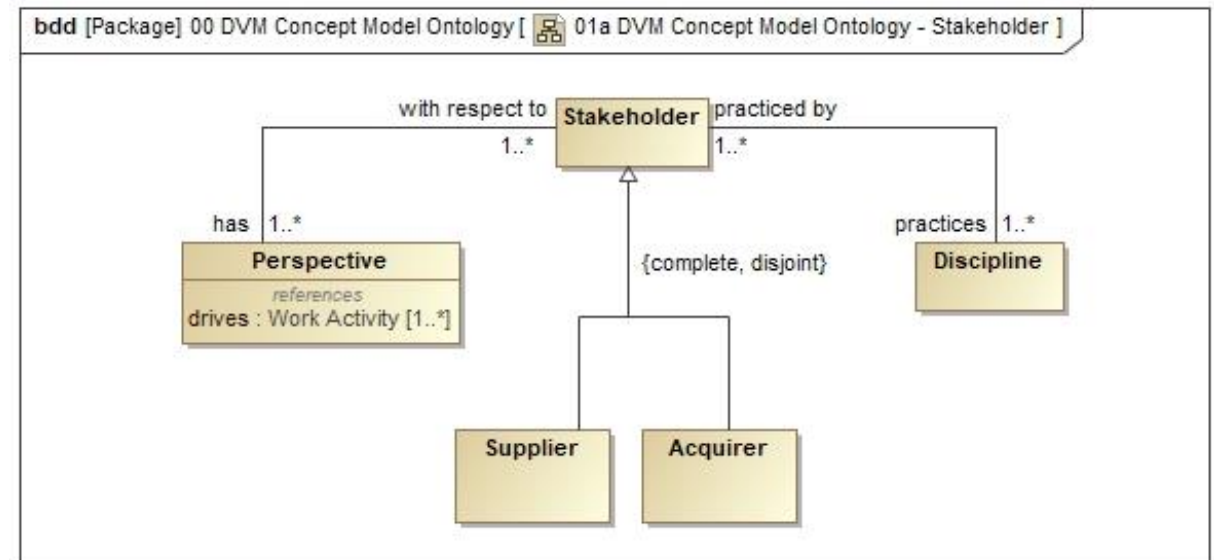 bdd [Package] 00 DVM Concept Model Ontology [ 01a DVM Concept Model Ontology - Stakeholder ]
with respect to
Stakeholder
practiced by
1..*
1..*
has
1..*
practices
1..*
Perspective
references
drives : Work Activity [1..*]
{complete, disjoint}
Discipline
Supplier
Acquirer